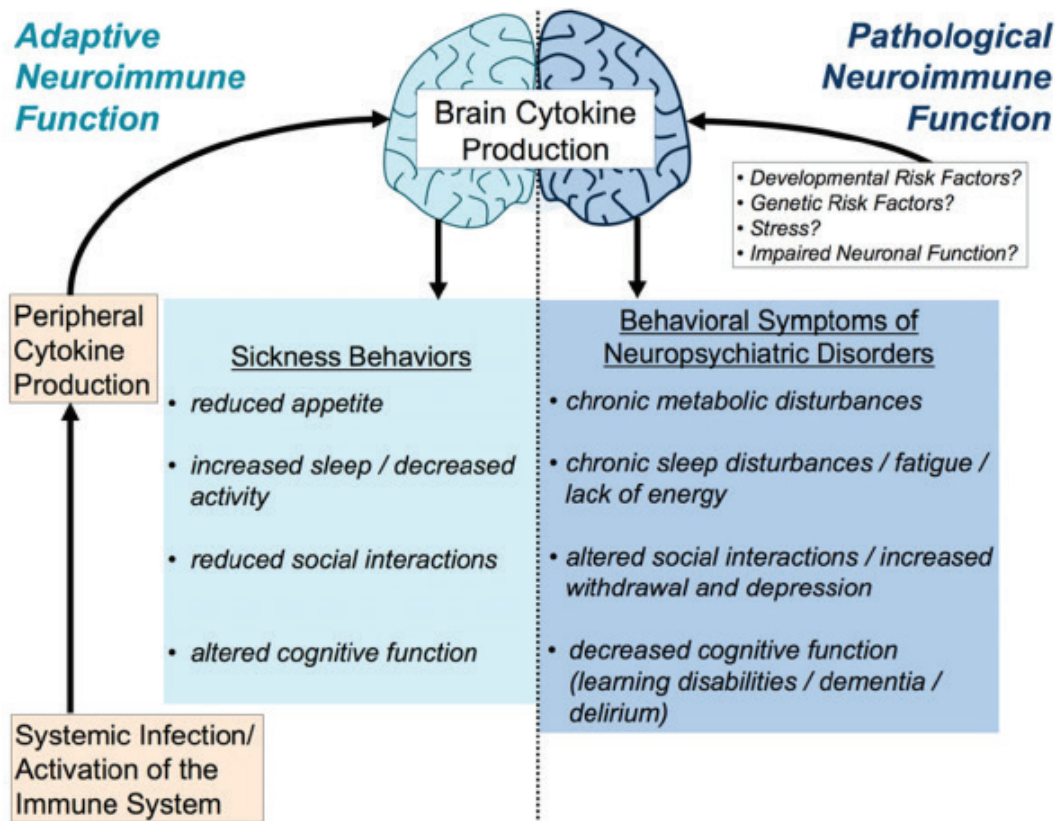 Adaptive
Neuroimmune
Function
Pathological
Neuroimmune
Function
Brain Cytokine
Production
• Developmental Risk Factors?
• Genetic Risk Factors?
• Stress?
• Impaired Neuronal Function?
Peripheral
Cytokine
Production
Systemic Infection/
Activation of the
Immune System
Sickness Behaviors
• reduced appetite
• increased sleep / decreased
activity
• reduced social interactions
• altered cognitive function
Behavioral Symptoms of
Neuropsychiatric Disorders
• chronic metabolic disturbances
• chronic sleep disturbances / fatigue /
lack of energy
• altered social interactions / increased
withdrawal and depression
• decreased cognitive function
(learning disabilities / dementia /
delirium)